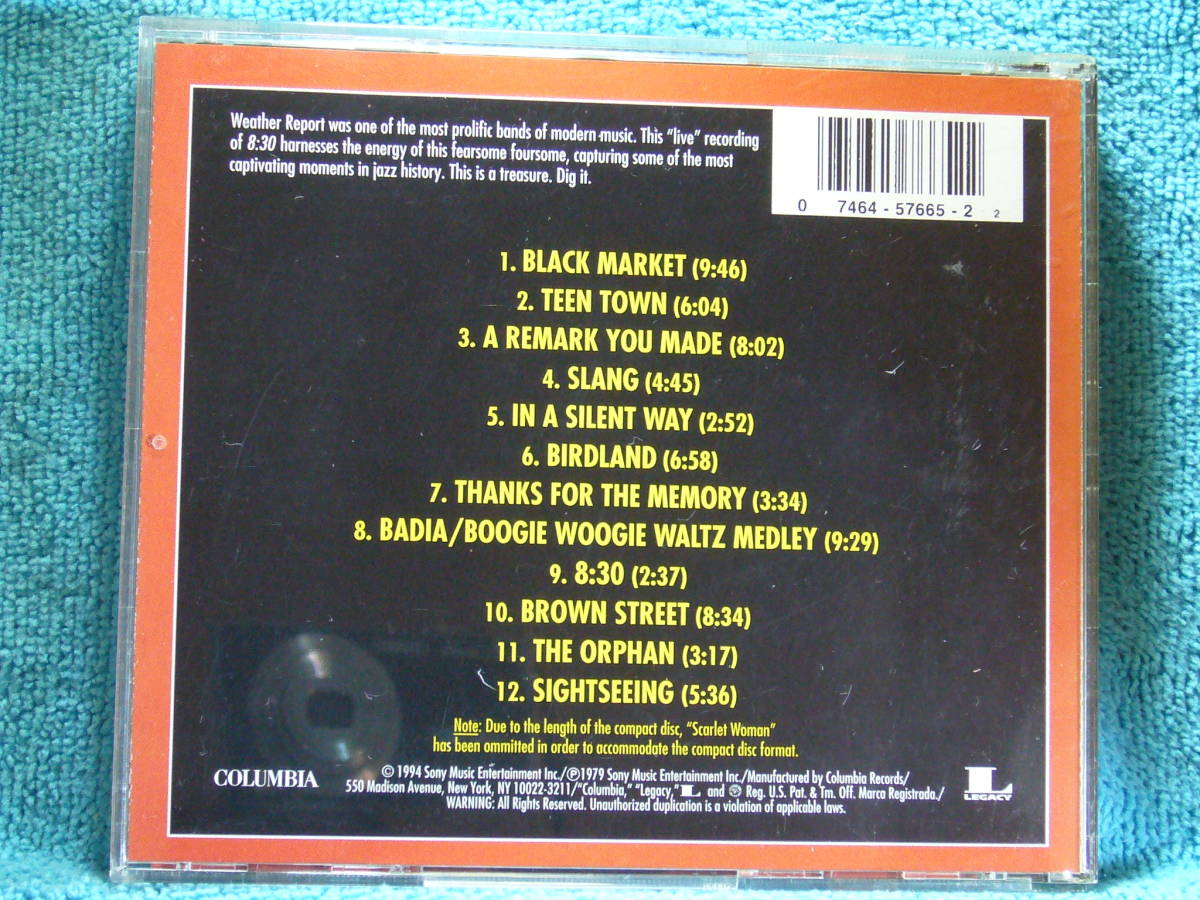 Weather Report was one of the most prolific bands of modern music. This "live" recording
of 8:30 harnesses the energy of this fearsome foursome, capturing some of the most
captivating moments in jazz history. This is a treasure. Dig it.
0 7464 - 57665 - 2 2
1. BLACK MARKET (9:46)
2. TEEN TOWN (6:04)
3. A REMARK YOU MADE (8:02)
4. SLANG (4:45)
5. IN A SILENT WAY (2:52)
6. BIRDLAND (6:58)
7. THANKS FOR THE MEMORY (3:34)
8. BADIA/BOOGIE WOOGIE WALTZ MEDLEY (9:29)
9. 8:30 (2:37)
10. BROWN STREET (8:34)
11. THE ORPHAN (3:17)
12. SIGHTSEEING (5:36)
Note: Due to the length of the compact disc, "Scarlet Woman"
has been ommitted in order to accommodate the compact disc format.
COLUMBIA
© 1994 Sony Music Entertainment Inc./℗1979 Sony Music Entertainment Inc./Manufactured by Columbia Records/
550 Madison Avenue, New York, NY 10022-3211/"Columbia," "Legacy," L and Reg. U.S. Pat. & Tm. Off. Marca Registrada./
WARNING: All Rights Reserved. Unauthorized duplication is a violation of applicable laws.
L
LEGACY